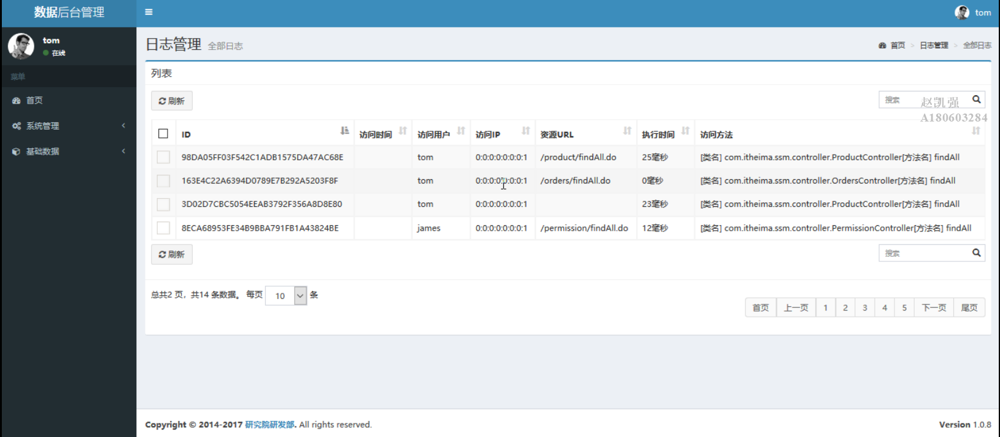 数据后台管理
tom
tom
在线
菜单
首页
系统管理
基础数据
日志管理 全部日志
首页 > 日志管理 > 全部日志
列表
刷新
搜索
赵凯强
A180603284
ID 访问时间 访问用户 访问IP 资源URL 执行时间 访问方法
98DA05FF03F542C1ADB1575DA47AC68E tom 0:0:0:0:0:0:0:1 /product/findAll.do 25毫秒 [类名] com.itheima.ssm.controller.ProductController[方法名] findAll
163E4C22A6394D0789E7B292A5203F8F tom 0:0:0:0:0:0:0:1 /orders/findAll.do 0毫秒 [类名] com.itheima.ssm.controller.OrdersController[方法名] findAll
3D02D7CBC5054EEAB3792F356A8D8E80 tom 0:0:0:0:0:0:0:1 23毫秒 [类名] com.itheima.ssm.controller.ProductController[方法名] findAll
8ECA68953FE34B9BBA791FB1A43824BE james 0:0:0:0:0:0:0:1 /permission/findAll.do 12毫秒 [类名] com.itheima.ssm.controller.PermissionController[方法名] findAll
刷新
搜索
总共2 页，共14 条数据。 每页 10 条
首页 上一页 1 2 3 4 5 下一页 尾页
Copyright © 2014-2017 研究院研发部. All rights reserved.
Version 1.0.8